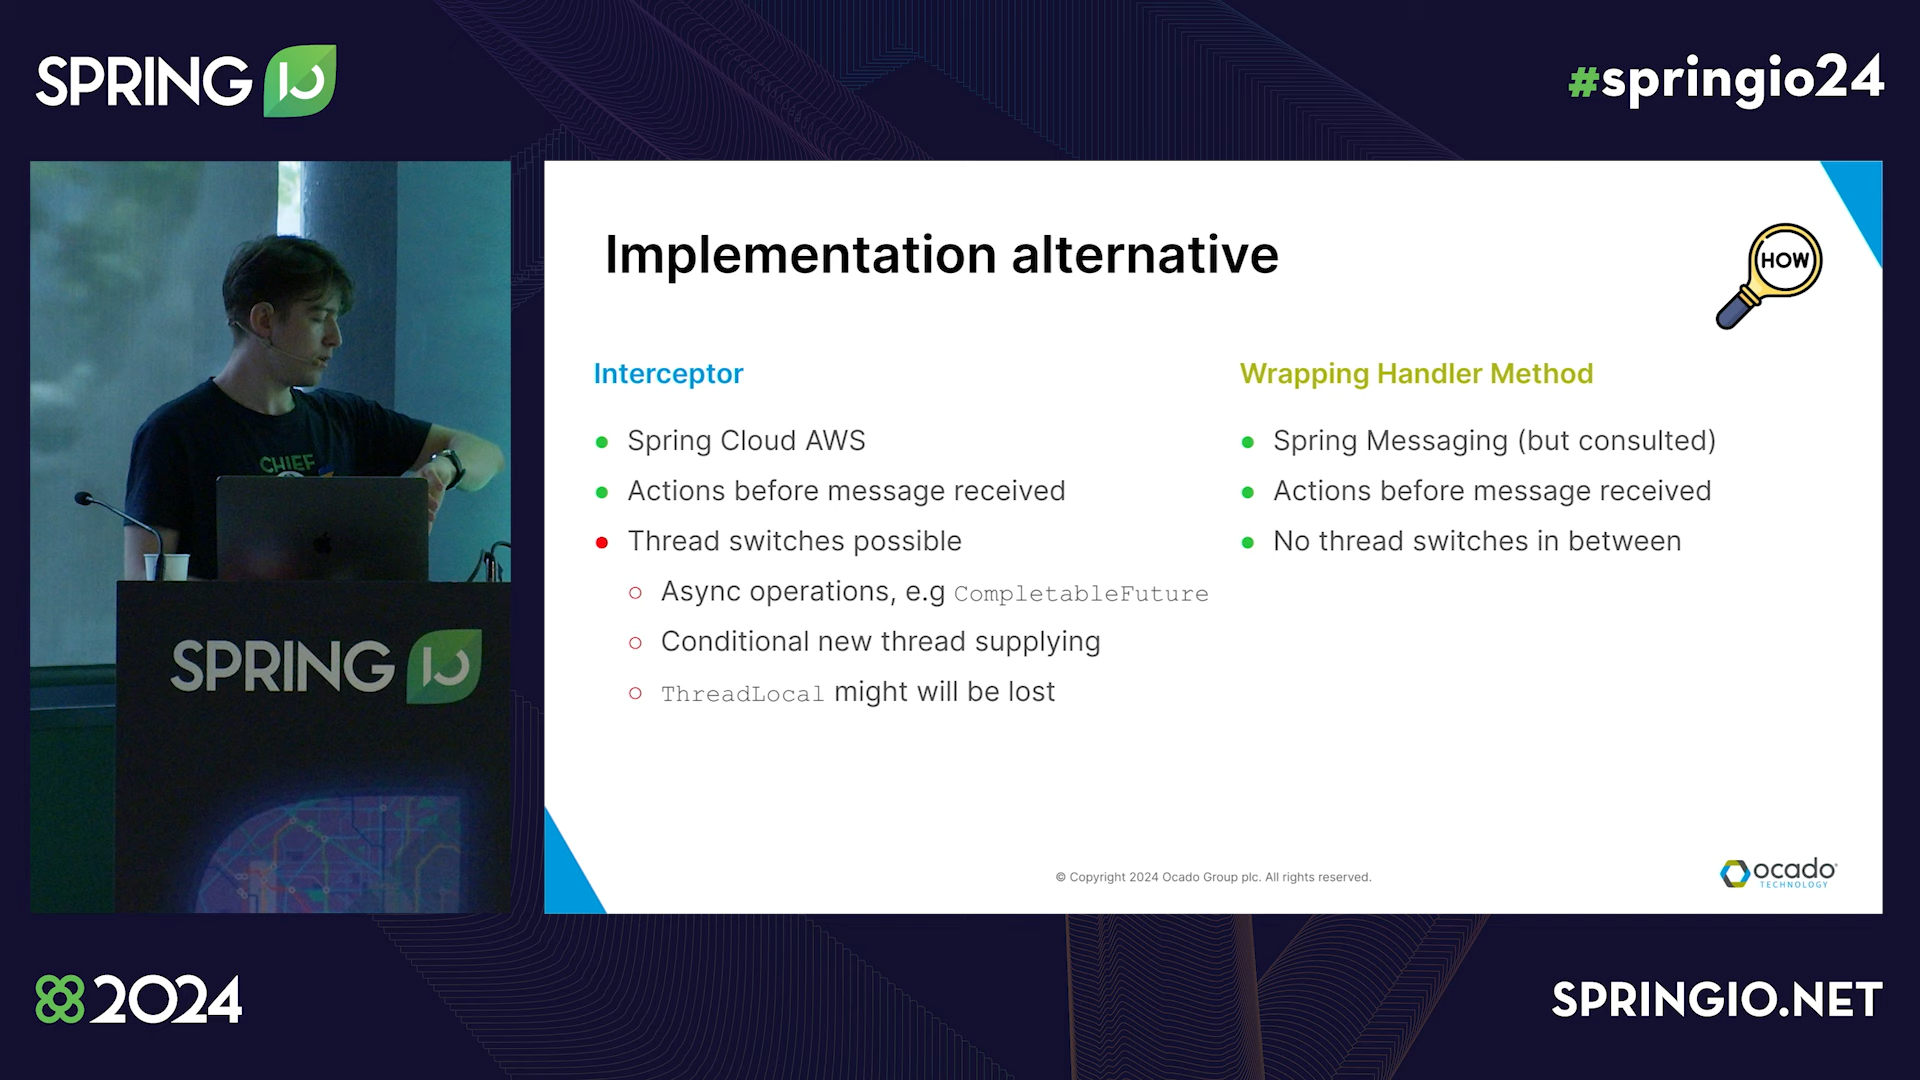 SPRING IO
#springio24
CHIEF
SPRING IO
Implementation alternative
HOW
Interceptor
Spring Cloud AWS
Actions before message received
Thread switches possible
Async operations, e.g CompletableFuture
Conditional new thread supplying
ThreadLocal might will be lost
Wrapping Handler Method
Spring Messaging (but consulted)
Actions before message received
No thread switches in between
© Copyright 2024 Ocado Group plc. All rights reserved.
ocado
TECHNOLOGY
2024
SPRINGIO.NET